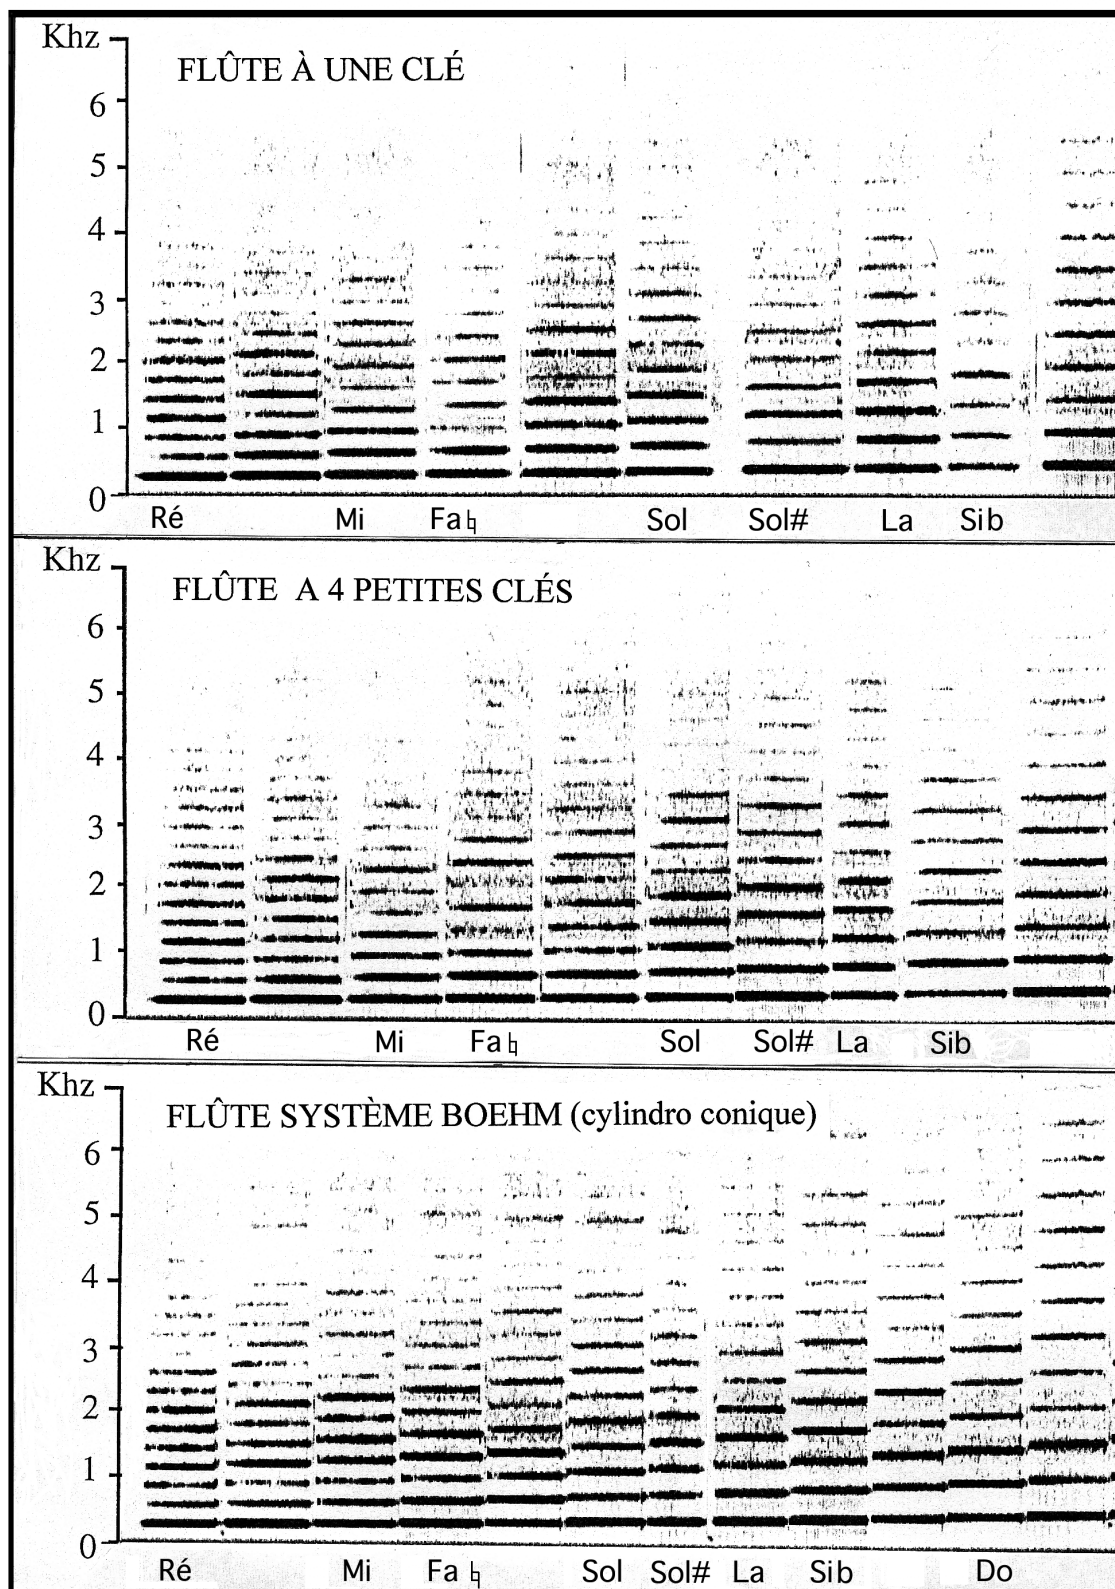 Khz
FLÛTE À UNE CLÉ
6
5
4
3
2
1
0
Ré Mi Fa♮ Sol Sol# La Sib
Khz
FLÛTE A 4 PETITES CLÉS
6
5
4
3
2
1
0
Ré Mi Fa♮ Sol Sol# La Sib
Khz
FLÛTE SYSTÈME BOEHM (cylindro conique)
6
5
4
3
2
1
0
Ré Mi Fa♮ Sol Sol# La Sib Do